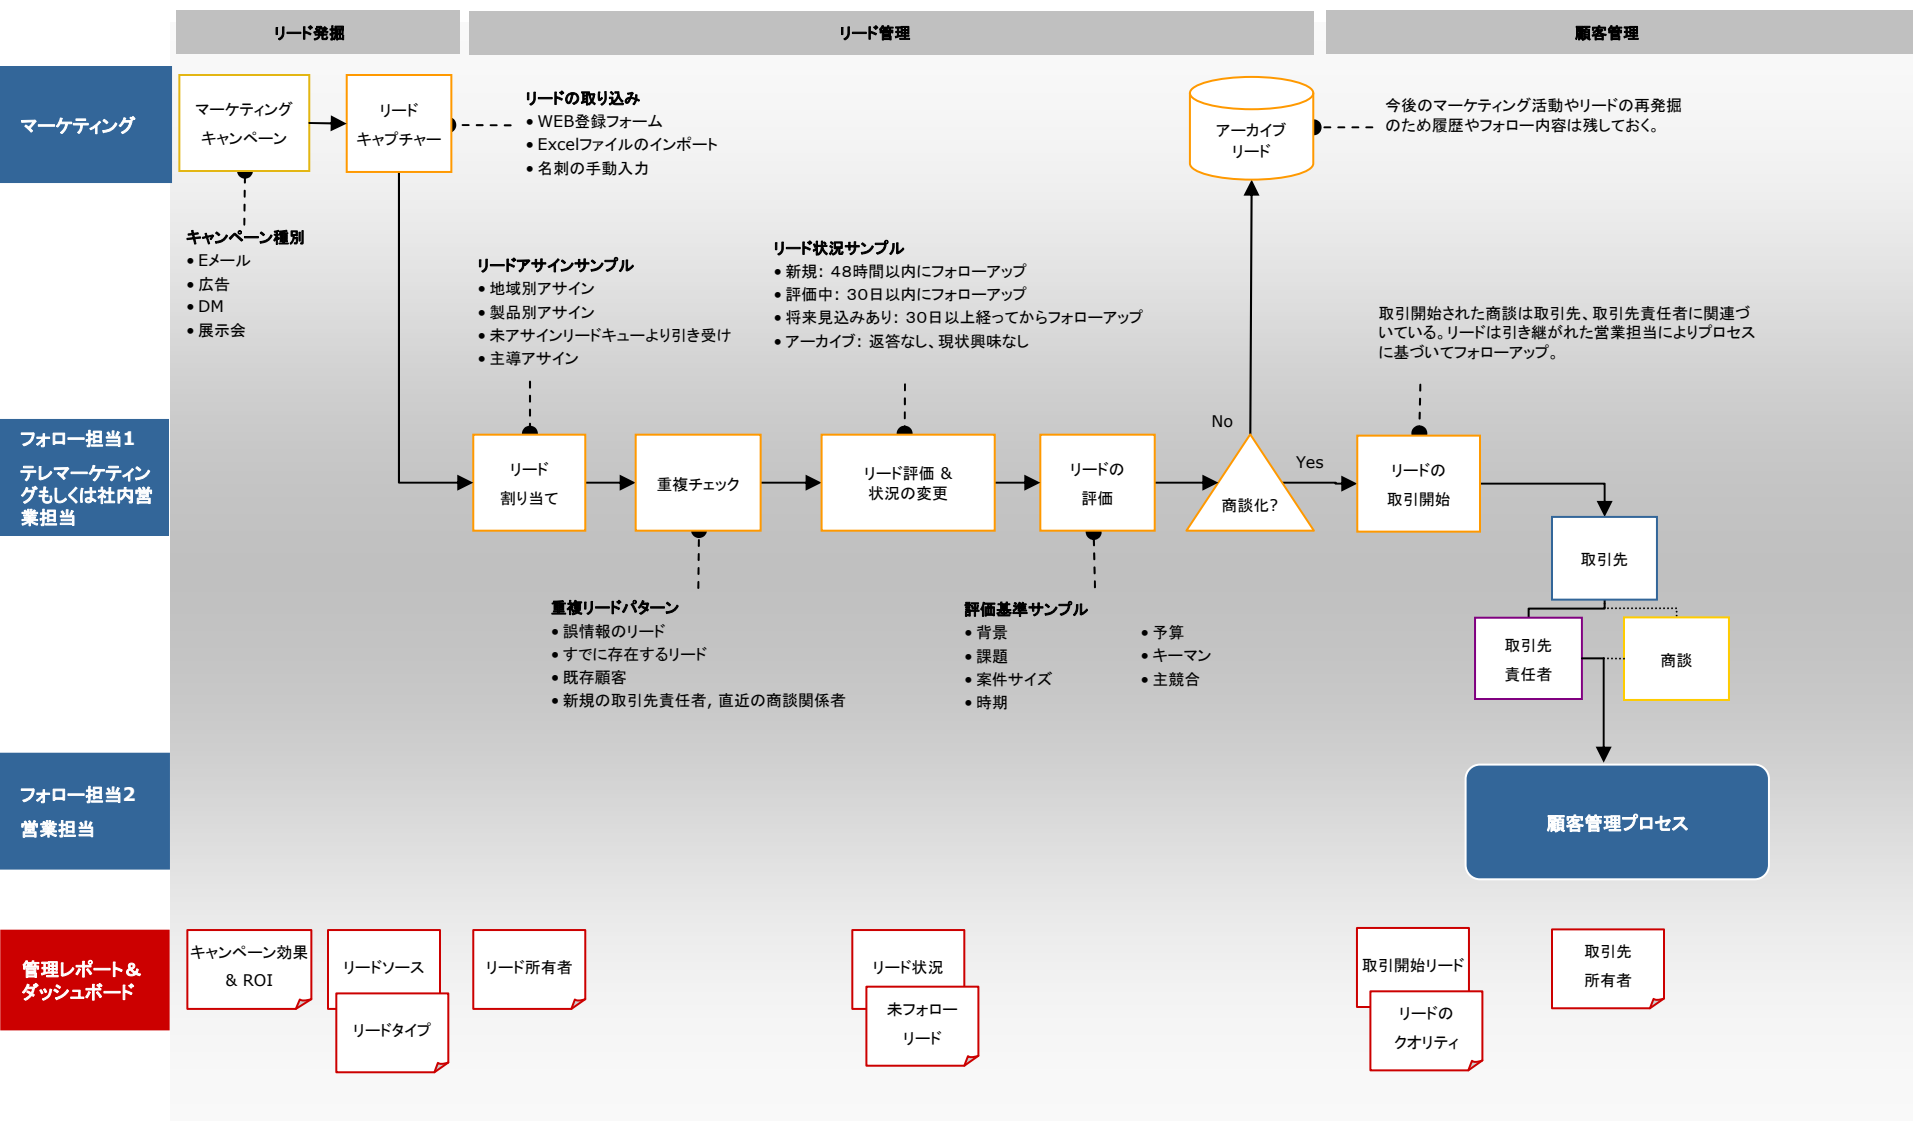 リード発掘
リード管理
顧客管理
マーケティング
マーケティング
キャンペーン
リード
キャプチャー
リードの取り込み
• WEB登録フォーム
• Excelファイルのインポート
• 名刺の手動入力
アーカイブ
リード
今後のマーケティング活動やリードの再発掘
のため履歴やフォロー内容は残しておく。
キャンペーン種別
• Eメール
• 広告
• DM
• 展示会
リードアサインサンプル
• 地域別アサイン
• 製品別アサイン
• 未アサインリードキューより引き受け
• 主導アサイン
リード状況サンプル
• 新規: 48時間以内にフォローアップ
• 評価中: 30日以内にフォローアップ
• 将来見込みあり: 30日以上経ってからフォローアップ
• アーカイブ: 返答なし、現状興味なし
取引開始された商談は取引先、取引先責任者に関連づ
いている。リードは引き継がれた営業担当によりプロセス
に基づいてフォローアップ。
フォロー担当1
テレマーケティン
グもしくは社内営
業担当
リード
割り当て
重複チェック
リード評価 &
状況の変更
リードの
評価
No
商談化?
Yes
リードの
取引開始
取引先
取引先
責任者
商談
重複リードパターン
• 誤情報のリード
• すでに存在するリード
• 既存顧客
• 新規の取引先責任者, 直近の商談関係者
評価基準サンプル
• 背景
• 課題
• 案件サイズ
• 時期
• 予算
• キーマン
• 主競合
フォロー担当2
営業担当
顧客管理プロセス
管理レポート&
ダッシュボード
キャンペーン効果
& ROI
リードソース
リードタイプ
リード所有者
リード状況
未フォロー
リード
取引開始リード
リードの
クオリティ
取引先
所有者